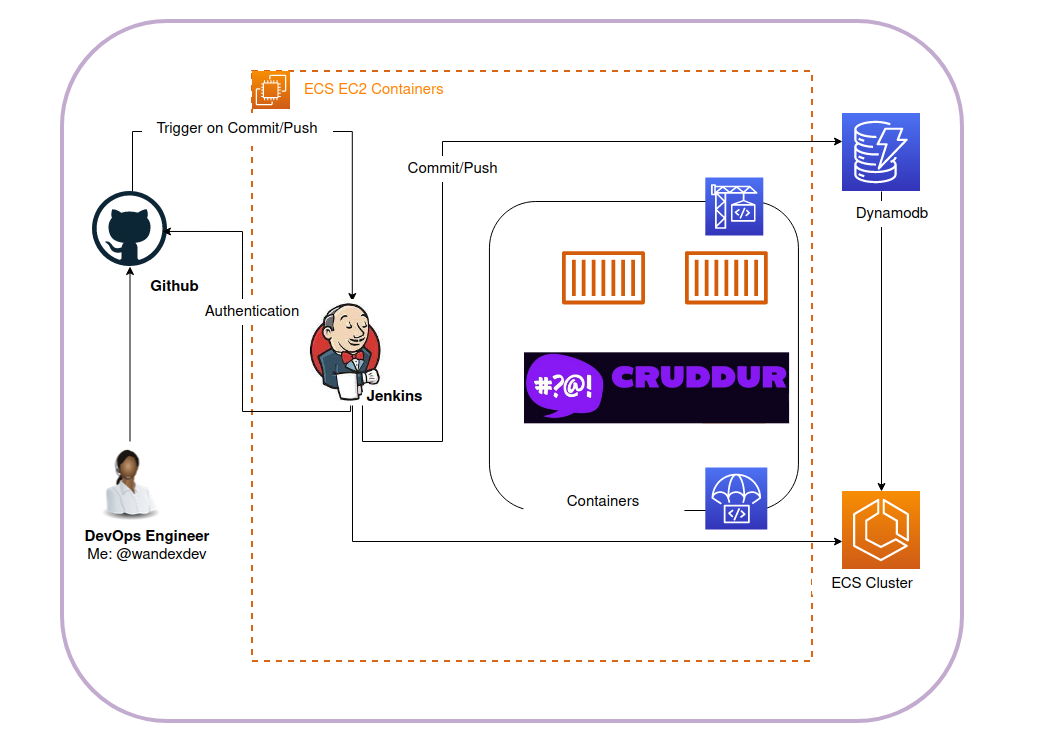 ECS EC2 Containers
Trigger on Commit/Push
Commit/Push
Dynamodb
Github
Authentication
#?@!
CRUDDUR
Jenkins
Containers
DevOps Engineer
Me: @wandexdev
ECS Cluster